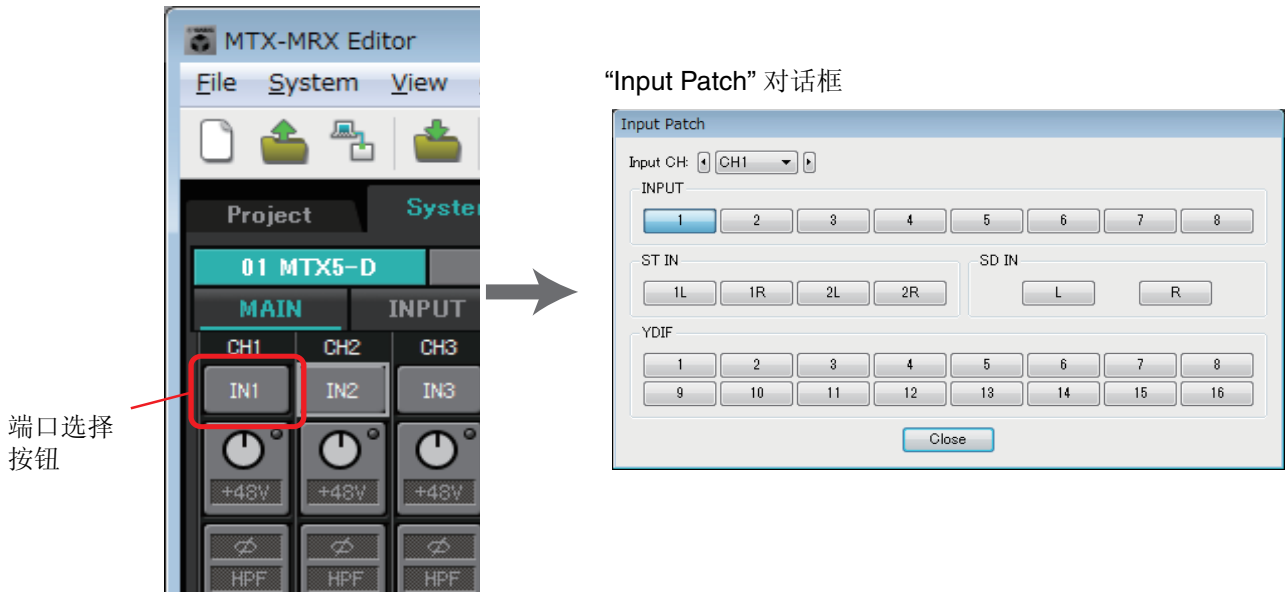 MTX-MRX Editor
File System View
Project Syste
01 MTX5-D
MAIN INPUT
CH1 CH2 CH3
IN1 IN2 IN3
+48V +48V +48V
HPF HPF HPF
端口选择
按钮
“Input Patch” 对话框
Input Patch
Input CH: CH1
INPUT
1 2 3 4 5 6 7 8
ST IN SD IN
1L 1R 2L 2R L R
YDIF
1 2 3 4 5 6 7 8
9 10 11 12 13 14 15 16
Close